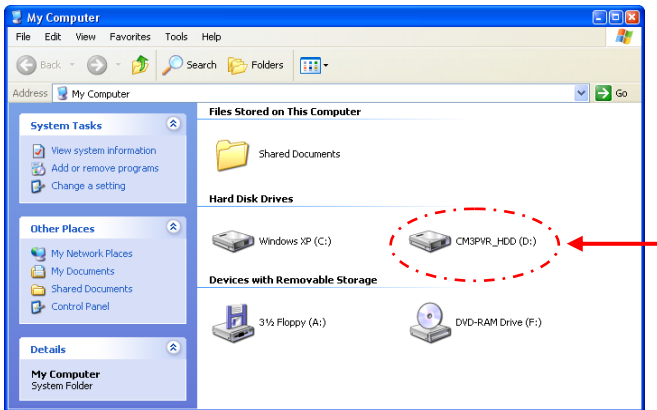 My Computer
File Edit View Favorites Tools Help
Back Search Folders
Address My Computer Go
System Tasks
View system information
Add or remove programs
Change a setting
Other Places
My Network Places
My Documents
Shared Documents
Control Panel
Details
My Computer
System Folder
Files Stored on This Computer
Shared Documents
Hard Disk Drives
Windows XP (C:)
CM3PVR_HDD (D:)
Devices with Removable Storage
3½ Floppy (A:)
DVD-RAM Drive (F:)